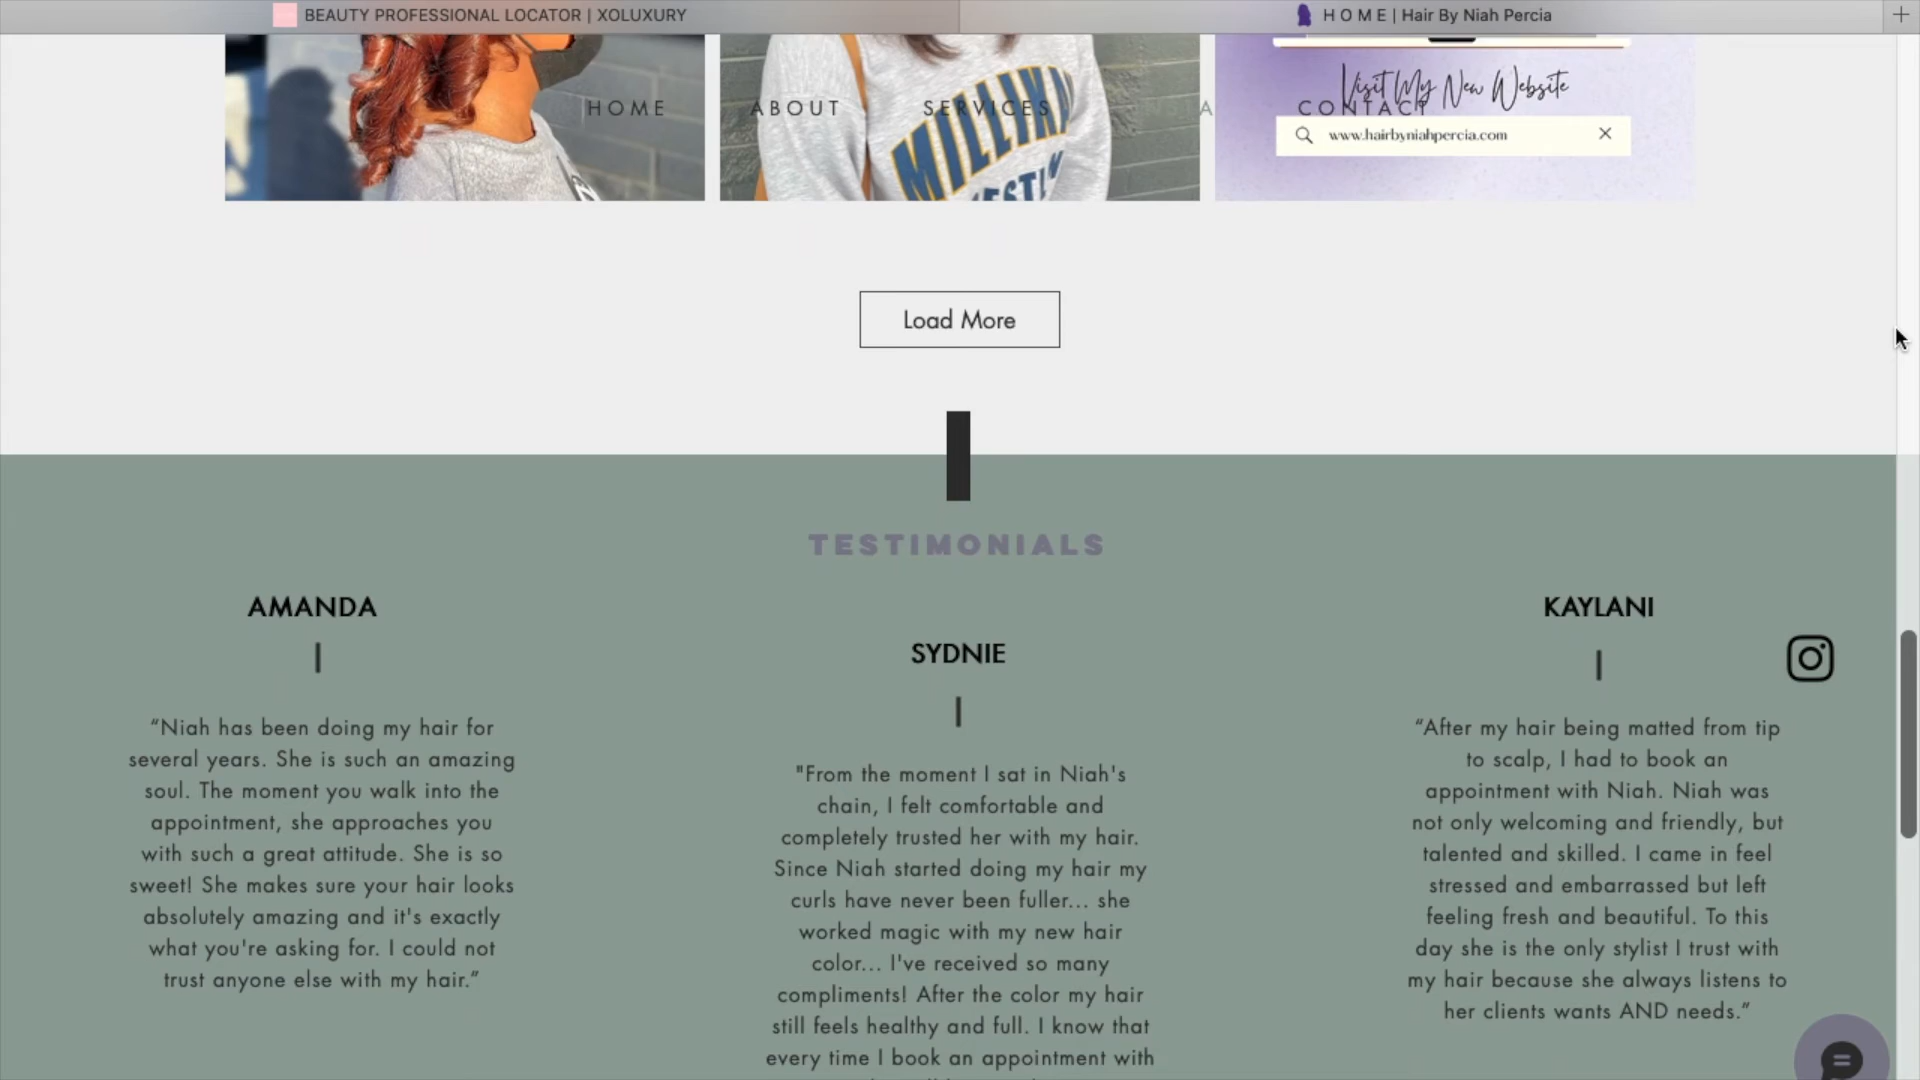 BEAUTY PROFESSIONAL LOCATOR | XOLUXURY
H O M E | Hair By Niah Percia
Visit My New Website
HOME
ABOUT
SERVICES
CONTACT
www.hairbyniahpercia.com
MILLIKI
Load More
TESTIMONIALS
AMANDA
“Niah has been doing my hair for
several years. She is such an amazing
soul. The moment you walk into the
appointment, she approaches you
with such a great attitude. She is so
sweet! She makes sure your hair looks
absolutely amazing and it's exactly
what you're asking for. I could not
trust anyone else with my hair.”
SYDNIE
"From the moment I sat in Niah's
chain, I felt comfortable and
completely trusted her with my hair.
Since Niah started doing my hair my
curls have never been fuller... she
worked magic with my new hair
color... I've received so many
compliments! After the color my hair
still feels healthy and full. I know that
every time I book an appointment with
KAYLANI
“After my hair being matted from tip
to scalp, I had to book an
appointment with Niah. Niah was
not only welcoming and friendly, but
talented and skilled. I came in feel
stressed and embarrassed but left
feeling fresh and beautiful. To this
day she is the only stylist I trust with
my hair because she always listens to
her clients wants AND needs.”